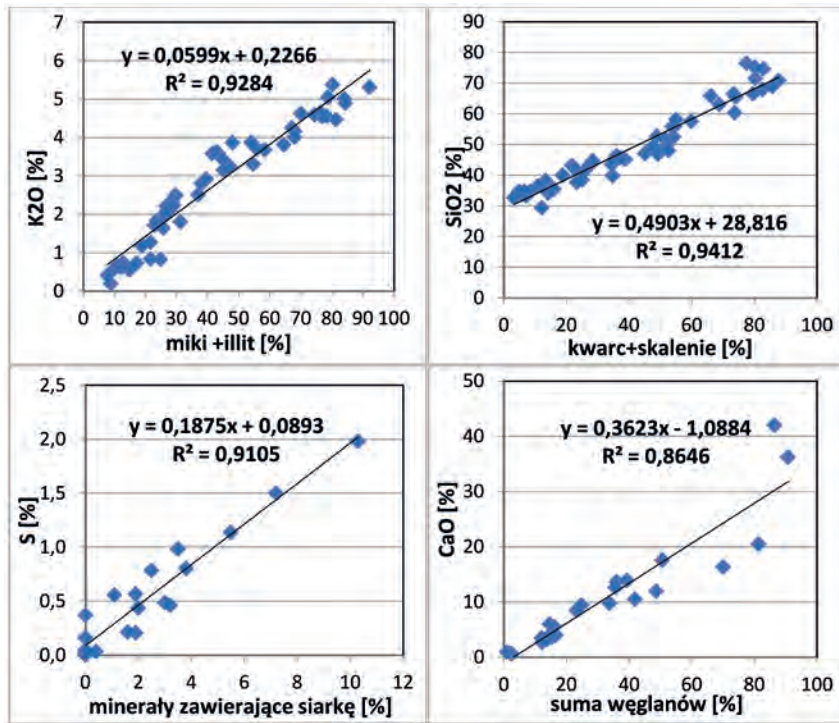 7
6
5
4
3
2
1
0
K2O [%]
y = 0,0599x + 0,2266
R² = 0,9284
0 10 20 30 40 50 60 70 80 90 100
miki +illit [%]
90
80
70
60
50
40
30
20
10
0
SiO2 [%]
y = 0,4903x + 28,816
R² = 0,9412
0 20 40 60 80 100
kwarc+skalenie [%]
2,5
2,0
1,5
1,0
0,5
0,0
S [%]
y = 0,1875x + 0,0893
R² = 0,9105
0 2 4 6 8 10 12
minerały zawierające siarkę [%]
50
40
30
20
10
0
CaO [%]
y = 0,3623x - 1,0884
R² = 0,8646
0 20 40 60 80 100
suma węglanów [%]